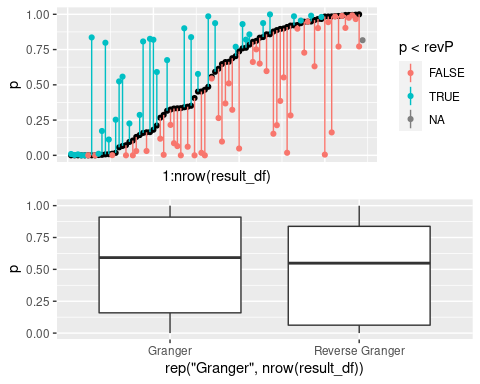 1.00
0.75
0.50
0.25
0.00
p
1:nrow(result_df)
p < revP
FALSE
TRUE
NA
1.00
0.75
0.50
0.25
0.00
p
Granger Reverse Granger
rep("Granger", nrow(result_df))